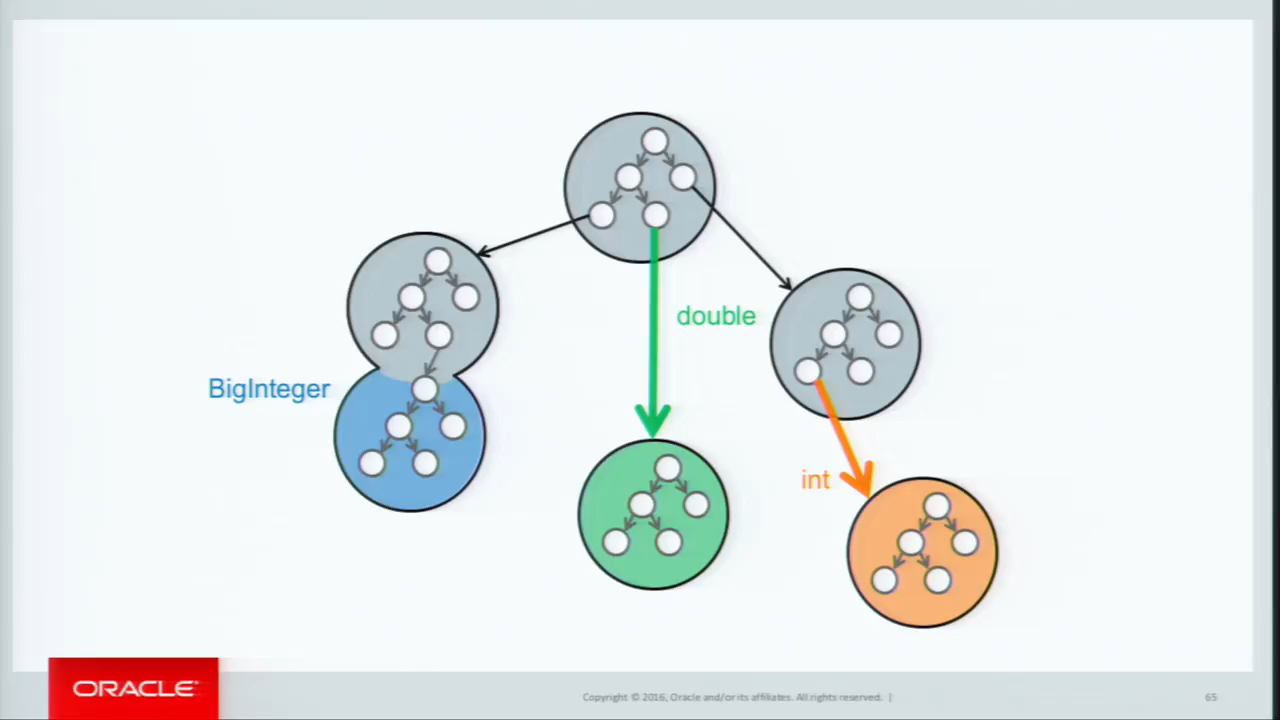 double
BigInteger
int
ORACLE
Copyright © 2016, Oracle and/or its affiliates. All rights reserved. |
65